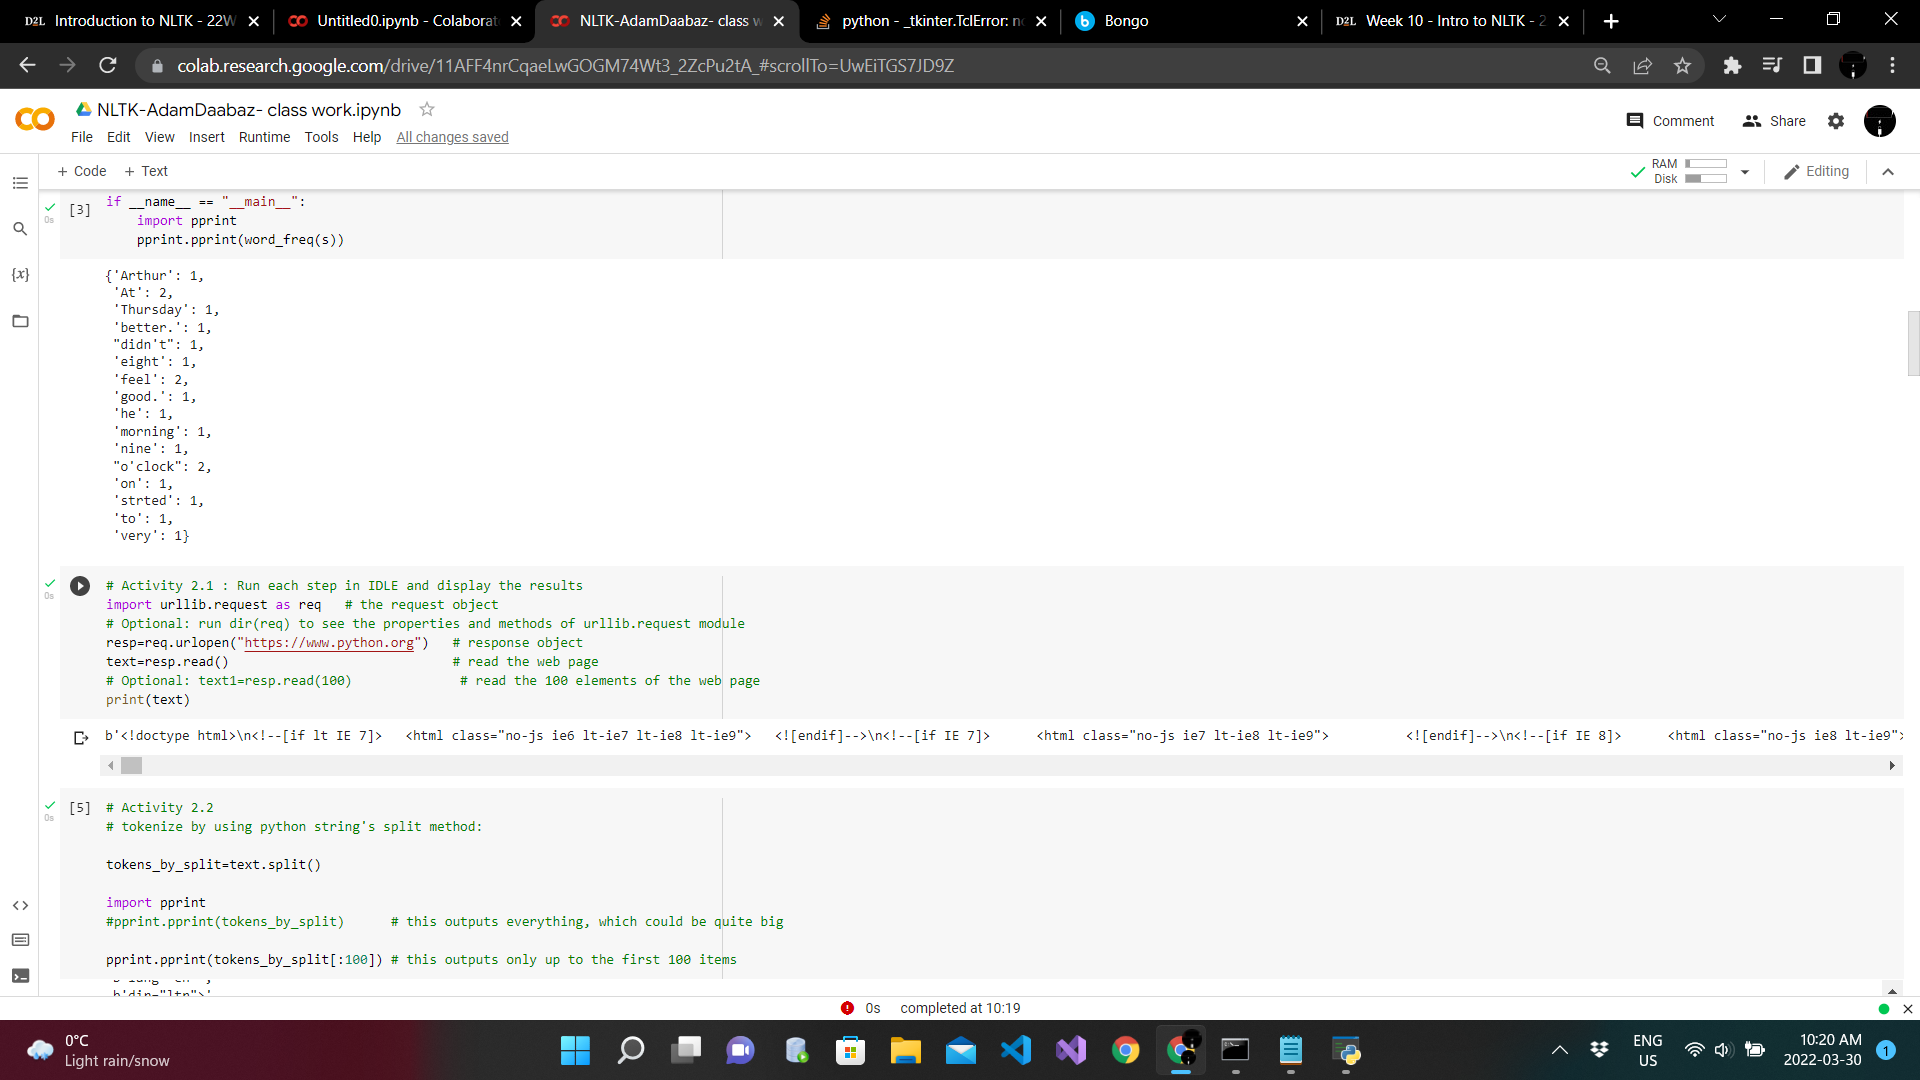 Introduction to NLTK - 22W
Untitled0.ipynb - Colaborat
NLTK-AdamDaabaz- class w
python - _tkinter.TclError: no
Bongo
Week 10 - Intro to NLTK - 2
colab.research.google.com/drive/11AFF4nrCqaeLwGOGM74Wt3_2ZcPu2tA_#scrollTo=UwEiTGS7JD9Z
NLTK-AdamDaabaz- class work.ipynb
File Edit View Insert Runtime Tools Help All changes saved
Comment Share
+ Code + Text
RAM
Disk
Editing
[3]
if __name__ == "__main__":
    import pprint
    pprint.pprint(word_freq(s))
0s
{'Arthur': 1,
 'At': 2,
 'Thursday': 1,
 'better.': 1,
 "didn't": 1,
 'eight': 1,
 'feel': 2,
 'good.': 1,
 'he': 1,
 'morning': 1,
 'nine': 1,
 "o'clock": 2,
 'on': 1,
 'strted': 1,
 'to': 1,
 'very': 1}
0s
# Activity 2.1 : Run each step in IDLE and display the results
import urllib.request as req   # the request object
# Optional: run dir(req) to see the properties and methods of urllib.request module
resp=req.urlopen("https://www.python.org")   # response object
text=resp.read()                             # read the web page
# Optional: text1=resp.read(100)              # read the 100 elements of the web page
print(text)
b'<!doctype html>\n<!--[if lt IE 7]>   <html class="no-js ie6 lt-ie7 lt-ie8 lt-ie9">   <![endif]-->\n<!--[if IE 7]>      <html class="no-js ie7 lt-ie8 lt-ie9">          <![endif]-->\n<!--[if IE 8]>      <html class="no-js ie8 lt-ie9">
[5]
0s
# Activity 2.2
# tokenize by using python string's split method:
tokens_by_split=text.split()
import pprint
#pprint.pprint(tokens_by_split)      # this outputs everything, which could be quite big
pprint.pprint(tokens_by_split[:100]) # this outputs only up to the first 100 items
b'dir="ltr">'
0s completed at 10:19
0°C
Light rain/snow
ENG
US
10:20 AM
2022-03-30
1